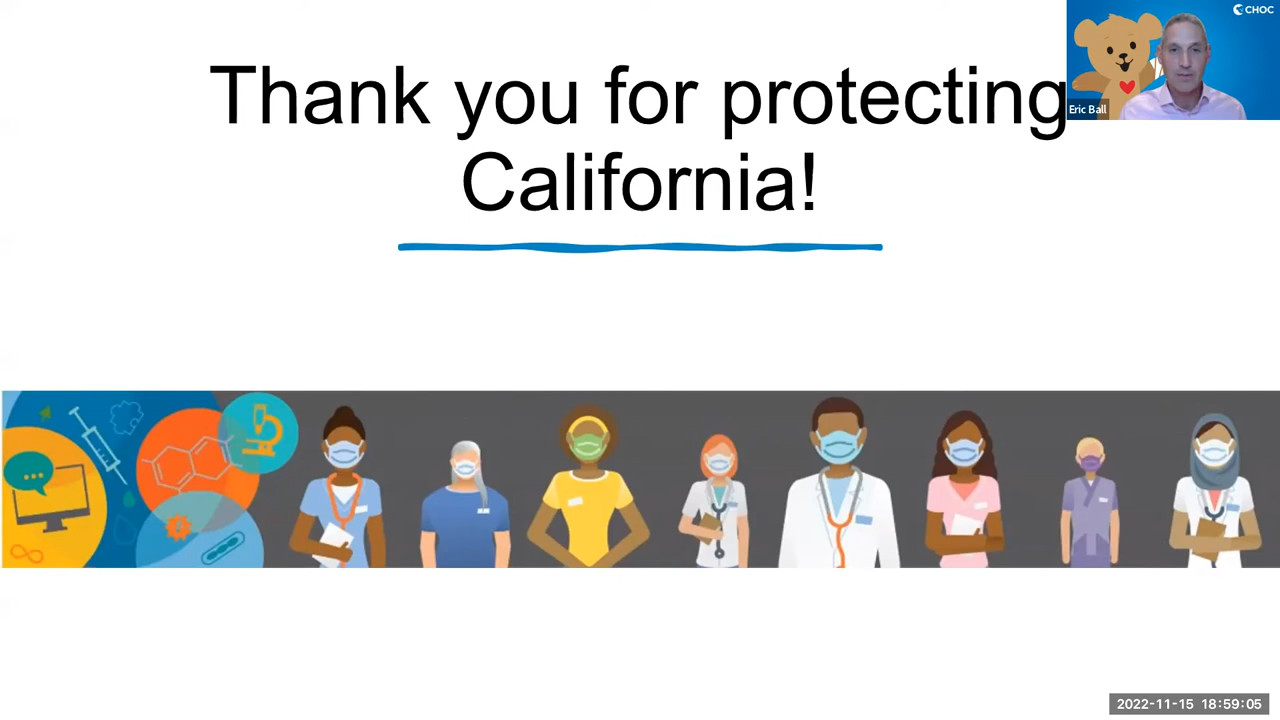 CHOC
Thank you for protecting
California!
Eric Ball
2022-11-15 18:59:05